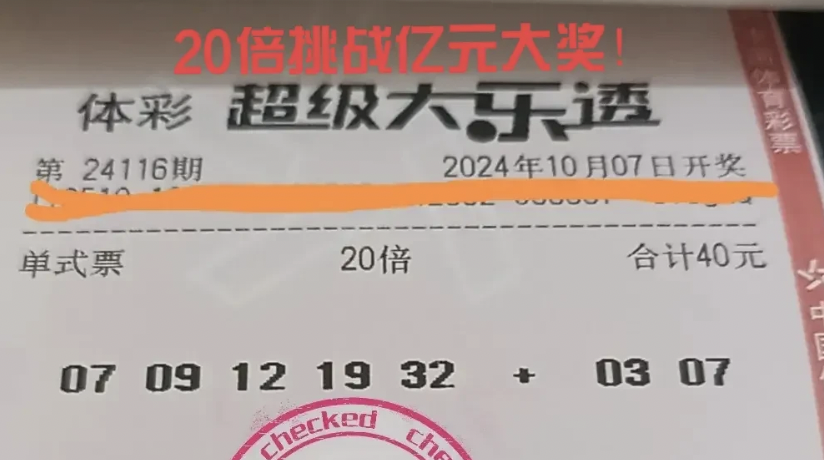 20倍挑战亿元大奖!
体彩 超级大乐透
第 24116期 2024年10月07日开奖
单式票 20倍 合计40元
07 09 12 19 32 + 03 07
checked che
体育彩票
中国